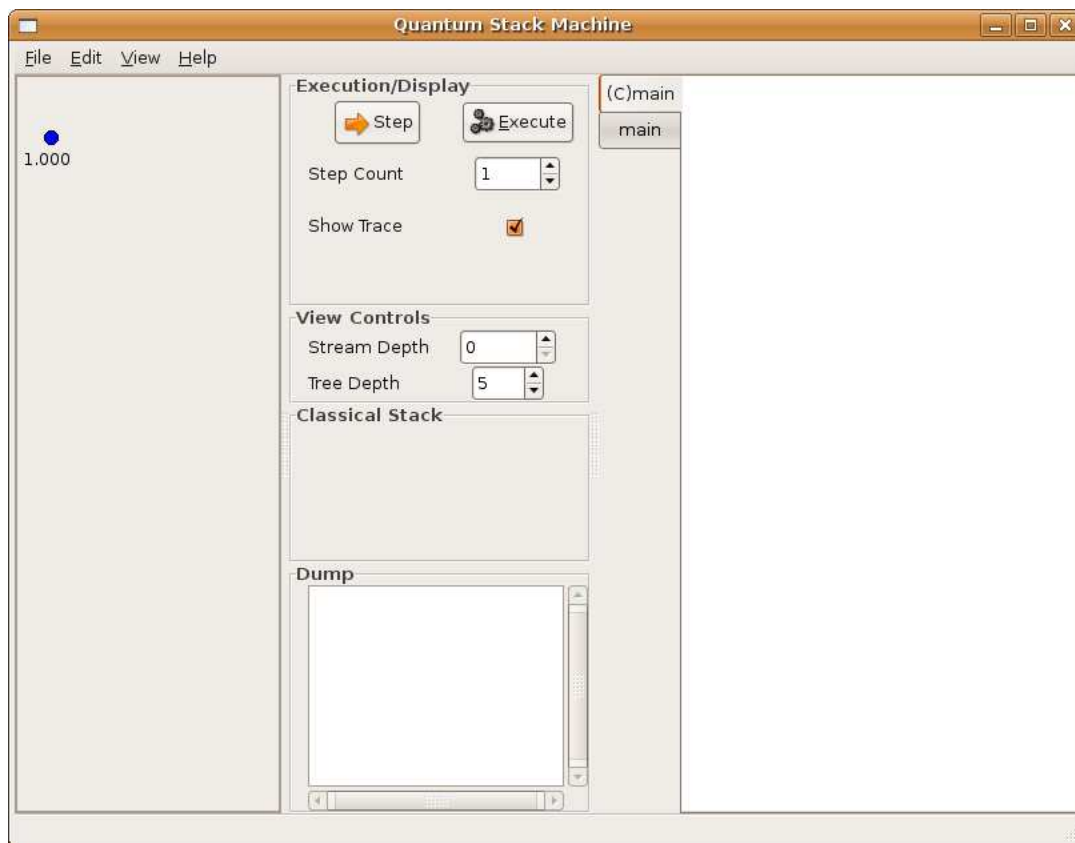 Quantum Stack Machine
File Edit View Help
1.000
Execution/Display
Step Execute
Step Count 1
Show Trace
View Controls
Stream Depth 0
Tree Depth 5
Classical Stack
Dump
(C)main
main